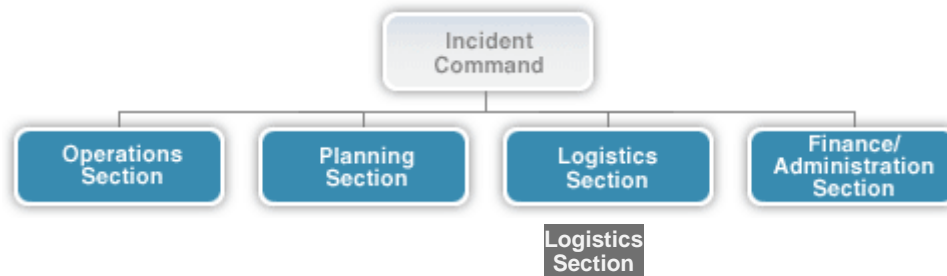 Incident
Command
Operations
Section
Planning
Section
Logistics
Section
Finance/
Administration
Section
Logistics
Section